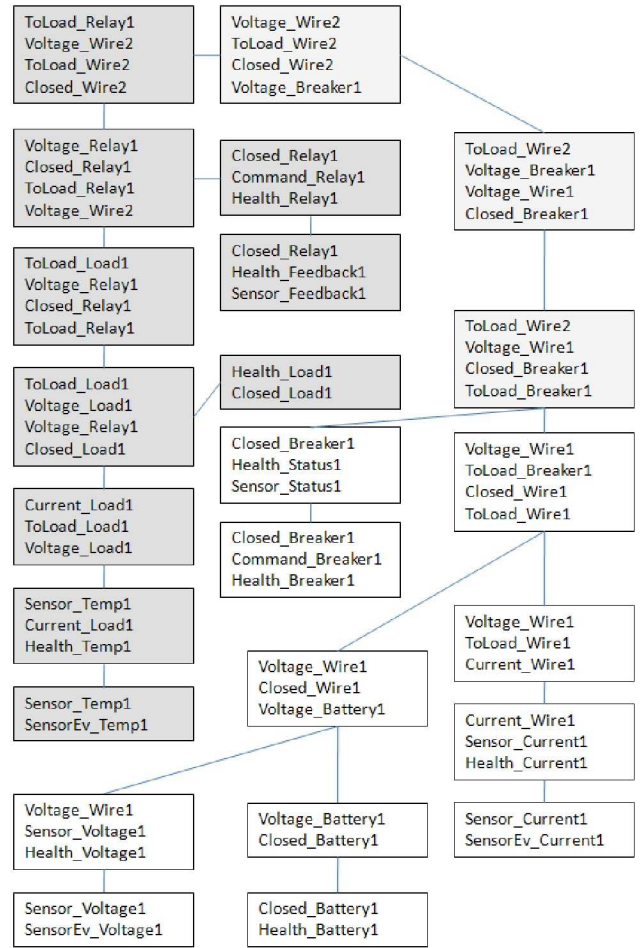 ToLoad_Relay1
Voltage_Wire2
ToLoad_Wire2
Closed_Wire2
Voltage_Wire2
ToLoad_Wire2
Closed_Wire2
Voltage_Breaker1
Voltage_Relay1
Closed_Relay1
ToLoad_Relay1
Voltage_Wire2
Closed_Relay1
Command_Relay1
Health_Relay1
ToLoad_Wire2
Voltage_Breaker1
Voltage_Wire1
Closed_Breaker1
Closed_Relay1
Health_Feedback1
Sensor_Feedback1
ToLoad_Load1
Voltage_Relay1
Closed_Relay1
ToLoad_Relay1
ToLoad_Wire2
Voltage_Wire1
Closed_Breaker1
ToLoad_Breaker1
ToLoad_Load1
Voltage_Load1
Voltage_Relay1
Closed_Load1
Health_Load1
Closed_Load1
Closed_Breaker1
Health_Status1
Sensor_Status1
Voltage_Wire1
ToLoad_Breaker1
Closed_Wire1
ToLoad_Wire1
Current_Load1
ToLoad_Load1
Voltage_Load1
Closed_Breaker1
Command_Breaker1
Health_Breaker1
Sensor_Temp1
Current_Load1
Health_Temp1
Voltage_Wire1
ToLoad_Wire1
Current_Wire1
Voltage_Wire1
Closed_Wire1
Voltage_Battery1
Sensor_Temp1
SensorEv_Temp1
Current_Wire1
Sensor_Current1
Health_Current1
Voltage_Wire1
Sensor_Voltage1
Health_Voltage1
Voltage_Battery1
Closed_Battery1
Sensor_Current1
SensorEv_Current1
Sensor_Voltage1
SensorEv_Voltage1
Closed_Battery1
Health_Battery1